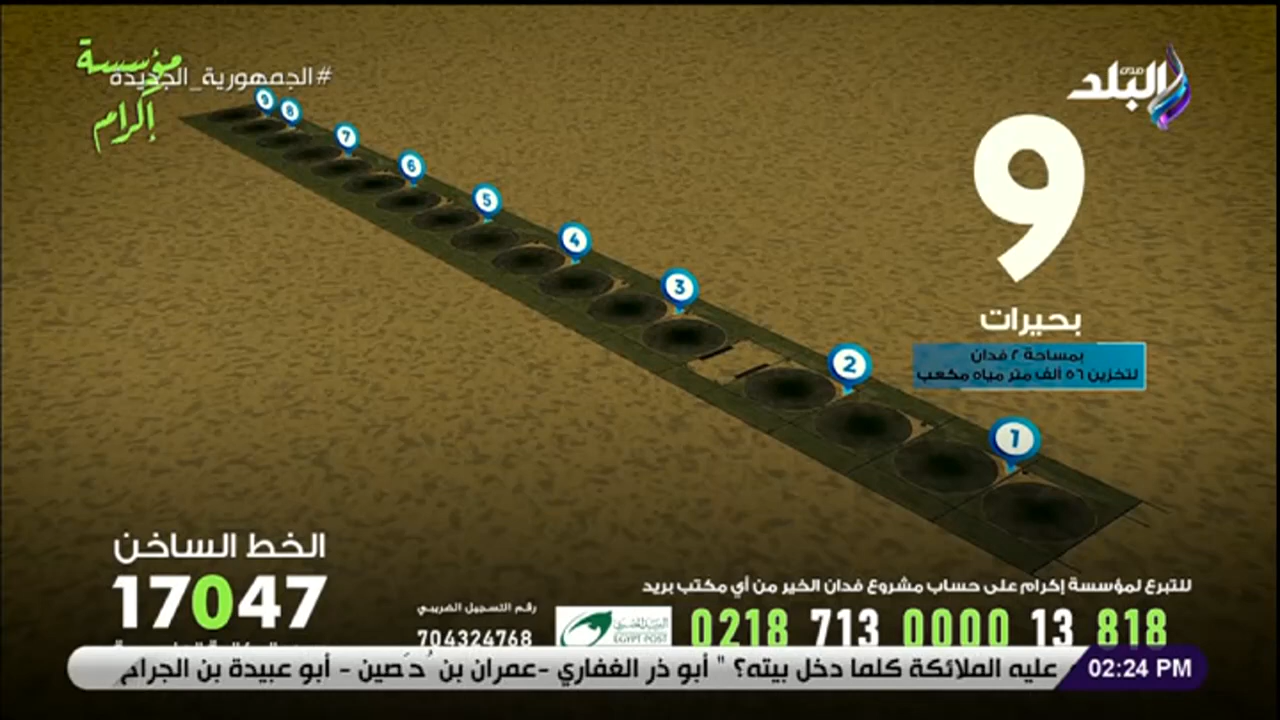 مؤسسة
إكرام
#الجمهورية_الجديدة
صدى
البلد
9
8
7
6
5
4
3
2
1
9
بحيرات
بمساحة ٢ فدان
لتخزين ٥٦ ألف متر مياه مكعب
الخط الساخن
17047
للتبرع لمؤسسة إكرام على حساب مشروع فدان الخير من أي مكتب بريد
رقم التسجيل الضريبي
704324768
البريد المصري
EGYPT POST
0218 713 0000 13 818
عليه الملائكة كلما دخل بيته؟ " أبو ذر الغفاري -عمران بن حُصَين - أبو عبيدة بن الجراح
02:24 PM